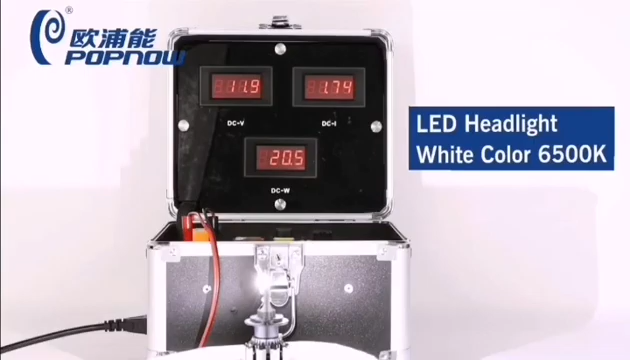 欧浦能®
POPNOW
11.9
1.74
DC-V
DC-I
20.5
DC-W
LED Headlight
White Color 6500K